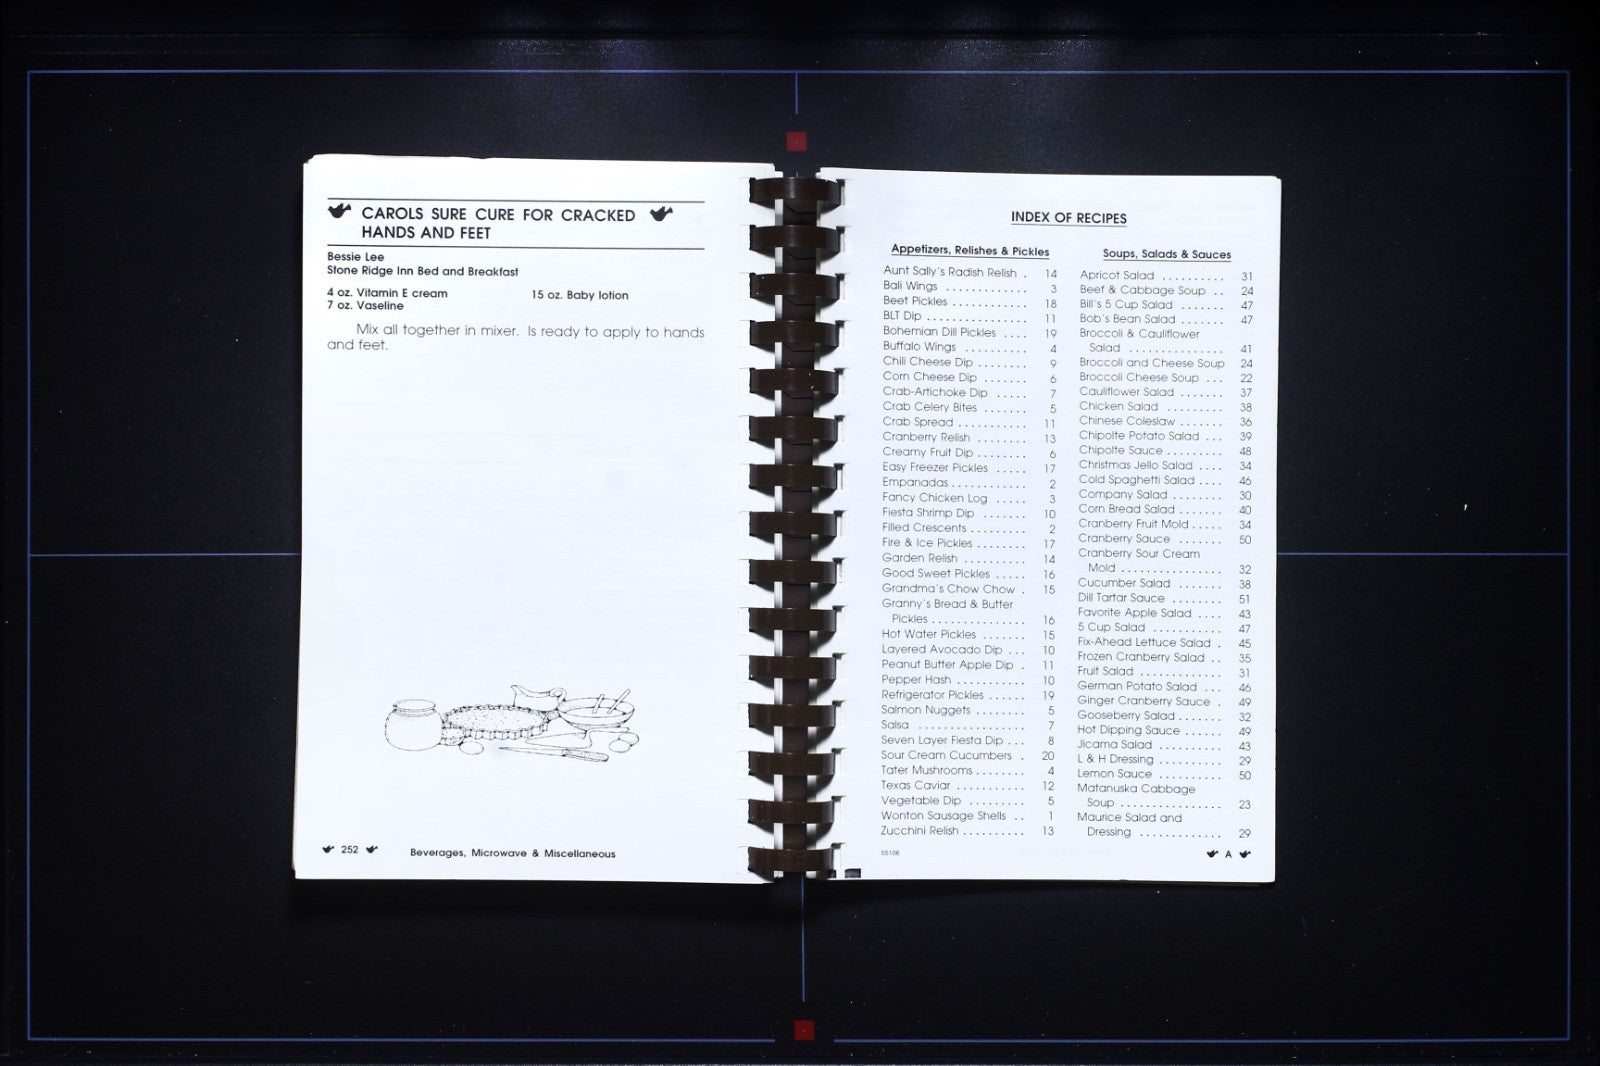 CAROLS SURE CURE FOR CRACKED
HANDS AND FEET
Bessie Lee
Stone Ridge Inn Bed and Breakfast
4 oz. Vitamin E cream 15 oz. Baby lotion
7 oz. Vaseline
Mix all together in mixer. Is ready to apply to hands
and feet.
252 Beverages, Microwave & Miscellaneous
INDEX OF RECIPES
Appetizers, Relishes & Pickles
Aunt Sally's Radish Relish . 14
Bali Wings . . . . . . . . . . . . . 3
Beet Pickles . . . . . . . . . . . . 18
BLT Dip . . . . . . . . . . . . . . . . 11
Bohemian Dill Pickles . . . . 19
Buffalo Wings . . . . . . . . . . 4
Chili Cheese Dip . . . . . . . . 9
Corn Cheese Dip . . . . . . . 6
Crab-Artichoke Dip . . . . . 7
Crab Celery Bites . . . . . . . 5
Crab Spread . . . . . . . . . . . 11
Cranberry Relish . . . . . . . . 13
Creamy Fruit Dip . . . . . . . . 6
Easy Freezer Pickles . . . . . 17
Empanadas . . . . . . . . . . . . 2
Fancy Chicken Log . . . . . 3
Fiesta Shrimp Dip . . . . . . . 10
Filled Crescents . . . . . . . . . 2
Fire & Ice Pickles . . . . . . . . 17
Garden Relish . . . . . . . . . . 14
Good Sweet Pickles . . . . . 16
Grandma's Chow Chow . 15
Granny's Bread & Butter
Pickles . . . . . . . . . . . . . . . 16
Hot Water Pickles . . . . . . . 15
Layered Avocado Dip . . . 10
Peanut Butter Apple Dip . 11
Pepper Hash . . . . . . . . . . . 10
Refrigerator Pickles . . . . . . 19
Salmon Nuggets . . . . . . . . 5
Salsa . . . . . . . . . . . . . . . . . 7
Seven Layer Fiesta Dip . . . 8
Sour Cream Cucumbers . 20
Tater Mushrooms . . . . . . . . 4
Texas Caviar . . . . . . . . . . . 12
Vegetable Dip . . . . . . . . . 5
Wonton Sausage Shells . . 1
Zucchini Relish . . . . . . . . . . 13
55106
Soups, Salads & Sauces
Apricot Salad . . . . . . . . . . 31
Beef & Cabbage Soup . . 24
Bill's 5 Cup Salad . . . . . . . . 47
Bob's Bean Salad . . . . . . . 47
Broccoli & Cauliflower
Salad . . . . . . . . . . . . . . . 41
Broccoli and Cheese Soup 24
Broccoli Cheese Soup . . . 22
Cauliflower Salad . . . . . . . 37
Chicken Salad . . . . . . . . . 38
Chinese Coleslaw . . . . . . . 36
Chipolte Potato Salad . . . 39
Chipolte Sauce . . . . . . . . . 48
Christmas Jello Salad . . . . 34
Cold Spaghetti Salad . . . . 46
Company Salad . . . . . . . . 30
Corn Bread Salad . . . . . . . 40
Cranberry Fruit Mold . . . . . 34
Cranberry Sauce . . . . . . . 50
Cranberry Sour Cream
Mold . . . . . . . . . . . . . . . . 32
Cucumber Salad . . . . . . . 38
Dill Tartar Sauce . . . . . . . . 51
Favorite Apple Salad . . . . 43
5 Cup Salad . . . . . . . . . . . 47
Fix-Ahead Lettuce Salad . 45
Frozen Cranberry Salad . . 35
Fruit Salad . . . . . . . . . . . . . 31
German Potato Salad . . . 46
Ginger Cranberry Sauce . 49
Gooseberry Salad . . . . . . . 32
Hot Dipping Sauce . . . . . . 49
Jicama Salad . . . . . . . . . . 43
L & H Dressing . . . . . . . . . . 29
Lemon Sauce . . . . . . . . . . 50
Matanuska Cabbage
Soup . . . . . . . . . . . . . . . . 23
Maurice Salad and
Dressing . . . . . . . . . . . . . 29
A